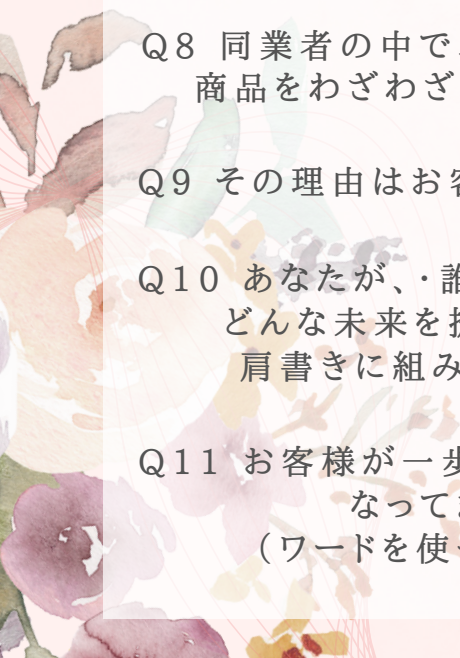 Q8 同業者の中で
商品をわざわざ
Q9 その理由はお客
Q10 あなたが、・誰
どんな未来を
肩書きに組み
Q11 お客様が一歩
なって
（ワードを使